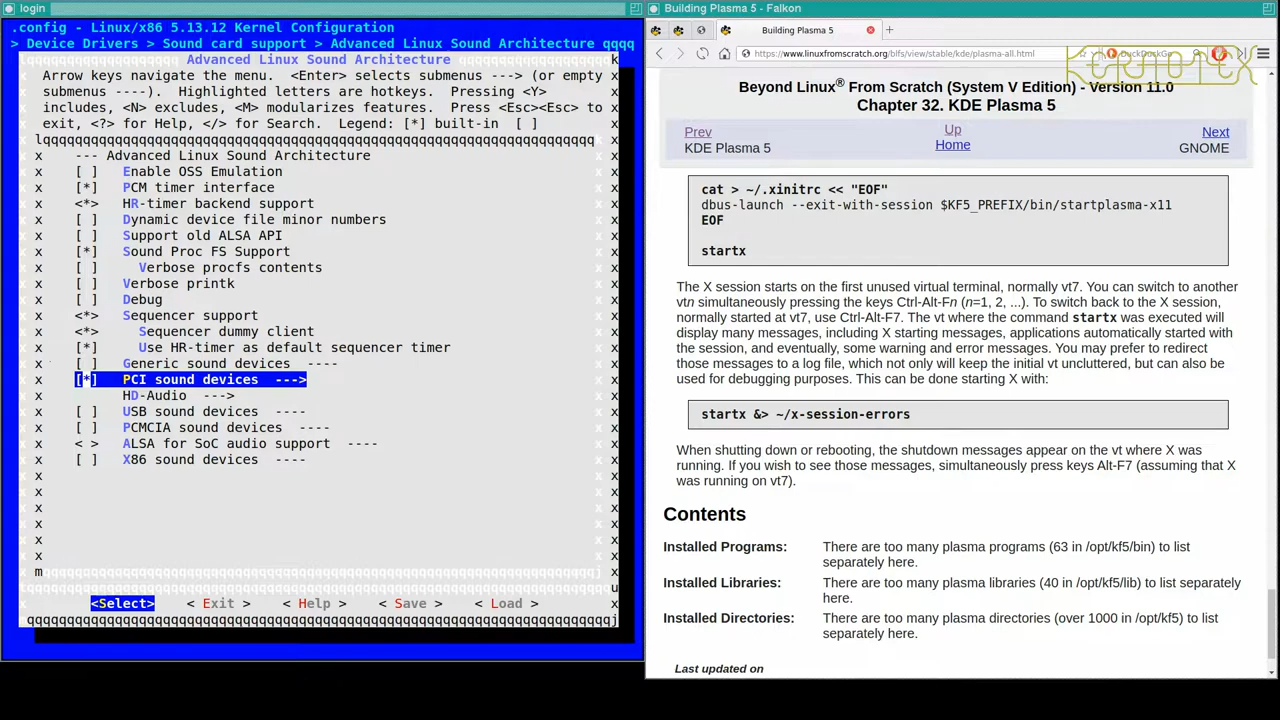 login
.config - Linux/x86 5.13.12 Kernel Configuration
> Device Drivers > Sound card support > Advanced Linux Sound Architecture qqqq
Advanced Linux Sound Architecture
Arrow keys navigate the menu. <Enter> selects submenus ---> (or empty
submenus ----). Highlighted letters are hotkeys. Pressing <Y>
includes, <N> excludes, <M> modularizes features. Press <Esc><Esc> to
exit, <?> for Help, </> for Search. Legend: [*] built-in [ ]
--- Advanced Linux Sound Architecture
[ ] Enable OSS Emulation
[*] PCM timer interface
<*> HR-timer backend support
[ ] Dynamic device file minor numbers
[ ] Support old ALSA API
[*] Sound Proc FS Support
[ ] Verbose procfs contents
[ ] Verbose printk
[ ] Debug
<*> Sequencer support
<*> Sequencer dummy client
[*] Use HR-timer as default sequencer timer
[ ] Generic sound devices ----
[*] PCI sound devices --->
HD-Audio --->
[ ] USB sound devices ----
[ ] PCMCIA sound devices ----
< > ALSA for SoC audio support ----
[ ] X86 sound devices ----
<Select> < Exit > < Help > < Save > < Load >
Building Plasma 5 - Falkon
Building Plasma 5
https://www.linuxfromscratch.org/blfs/view/stable/kde/plasma-all.html
DuckDuckGo
Beyond Linux® From Scratch (System V Edition) - Version 11.0
Chapter 32. KDE Plasma 5
Prev Up Next
KDE Plasma 5 Home GNOME
cat > ~/.xinitrc << "EOF"
dbus-launch --exit-with-session $KF5_PREFIX/bin/startplasma-x11
EOF
startx
The X session starts on the first unused virtual terminal, normally vt7. You can switch to another
vtn simultaneously pressing the keys Ctrl-Alt-Fn (n=1, 2, ...). To switch back to the X session,
normally started at vt7, use Ctrl-Alt-F7. The vt where the command startx was executed will
display many messages, including X starting messages, applications automatically started with
the session, and eventually, some warning and error messages. You may prefer to redirect
those messages to a log file, which not only will keep the initial vt uncluttered, but can also be
used for debugging purposes. This can be done starting X with:
startx &> ~/x-session-errors
When shutting down or rebooting, the shutdown messages appear on the vt where X was
running. If you wish to see those messages, simultaneously press keys Alt-F7 (assuming that X
was running on vt7).
Contents
Installed Programs: There are too many plasma programs (63 in /opt/kf5/bin) to list
separately here.
Installed Libraries: There are too many plasma libraries (40 in /opt/kf5/lib) to list separately
here.
Installed Directories: There are too many plasma directories (over 1000 in /opt/kf5) to list
separately here.
Last updated on